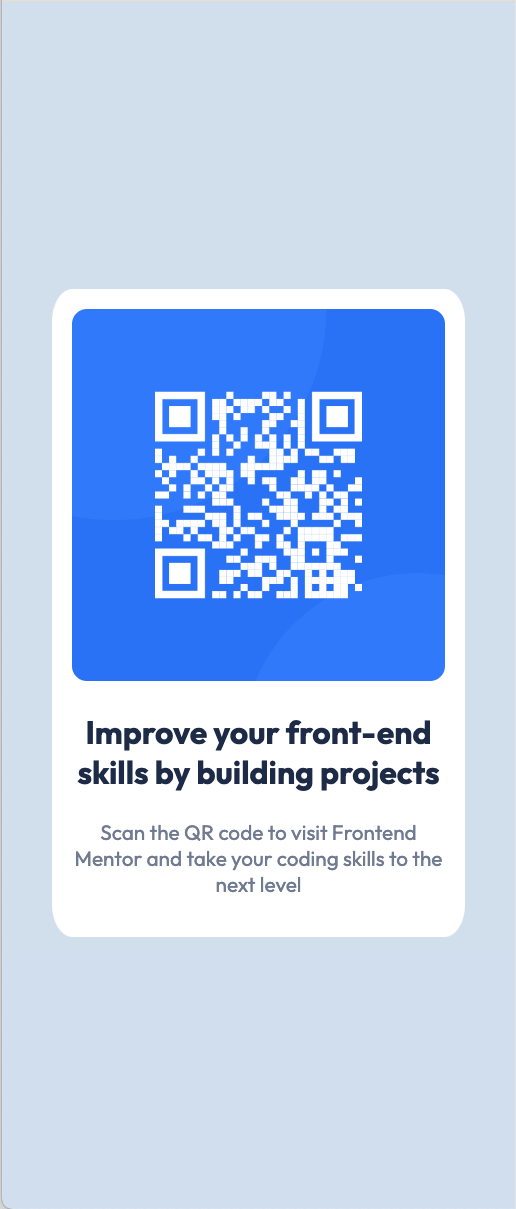 Improve your front-end
skills by building projects
Scan the QR code to visit Frontend
Mentor and take your coding skills to the
next level